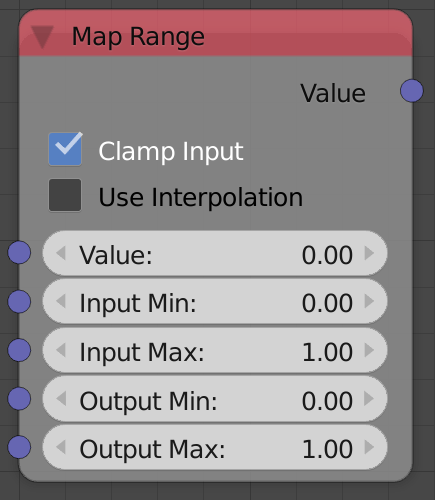 Map Range
Value
Clamp Input
Use Interpolation
Value: 0.00
Input Min: 0.00
Input Max: 1.00
Output Min: 0.00
Output Max: 1.00